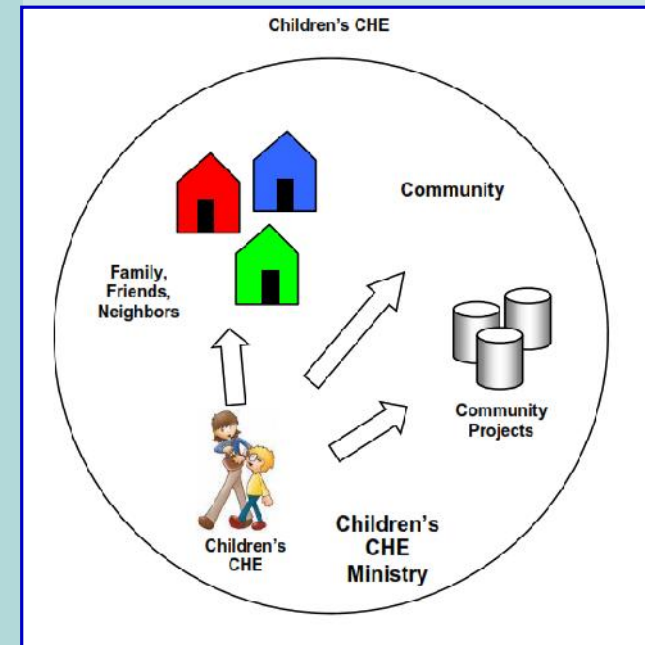 Children's CHE
Community
Family,
Friends,
Neighbors
Community
Projects
Children's
CHE
Children's
CHE
Ministry